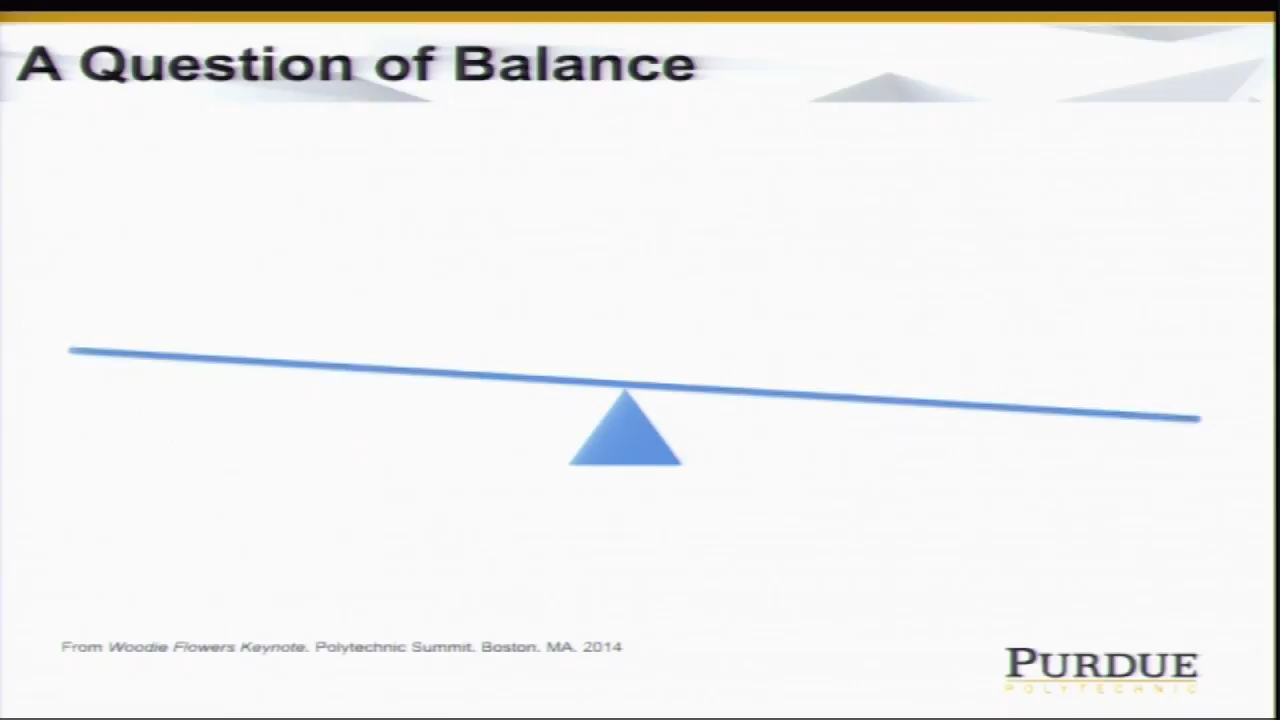 A Question of Balance
From Woodie Flowers Keynote. Polytechnic Summit. Boston. MA. 2014
PURDUE
POLYTECHNIC